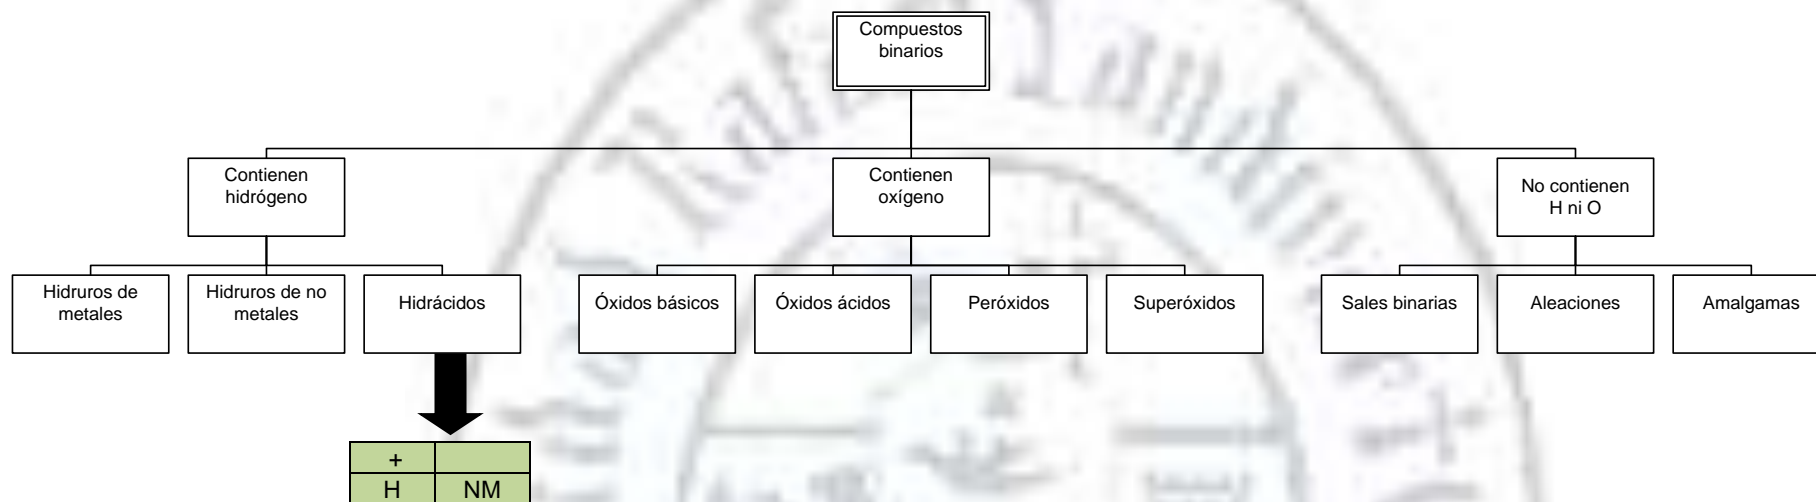 Compuestos
binarios
Contienen
hidrógeno
Contienen
oxígeno
No contienen
H ni O
Hidruros de
metales
Hidruros de no
metales
Hidrácidos
Óxidos básicos
Óxidos ácidos
Peróxidos
Superóxidos
Sales binarias
Aleaciones
Amalgamas
+
H NM